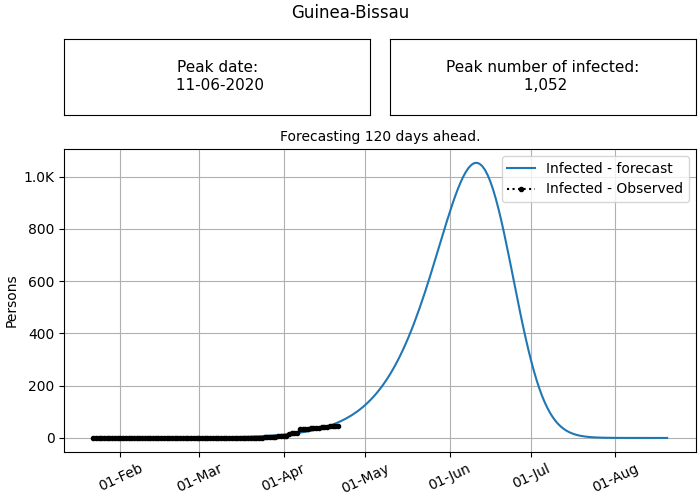 Guinea-Bissau
Peak date:
11-06-2020
Peak number of infected:
1,052
Forecasting 120 days ahead.
Infected - forecast
Infected - Observed
Persons
1.0K
800
600
400
200
0
01-Feb
01-Mar
01-Apr
01-May
01-Jun
01-Jul
01-Aug